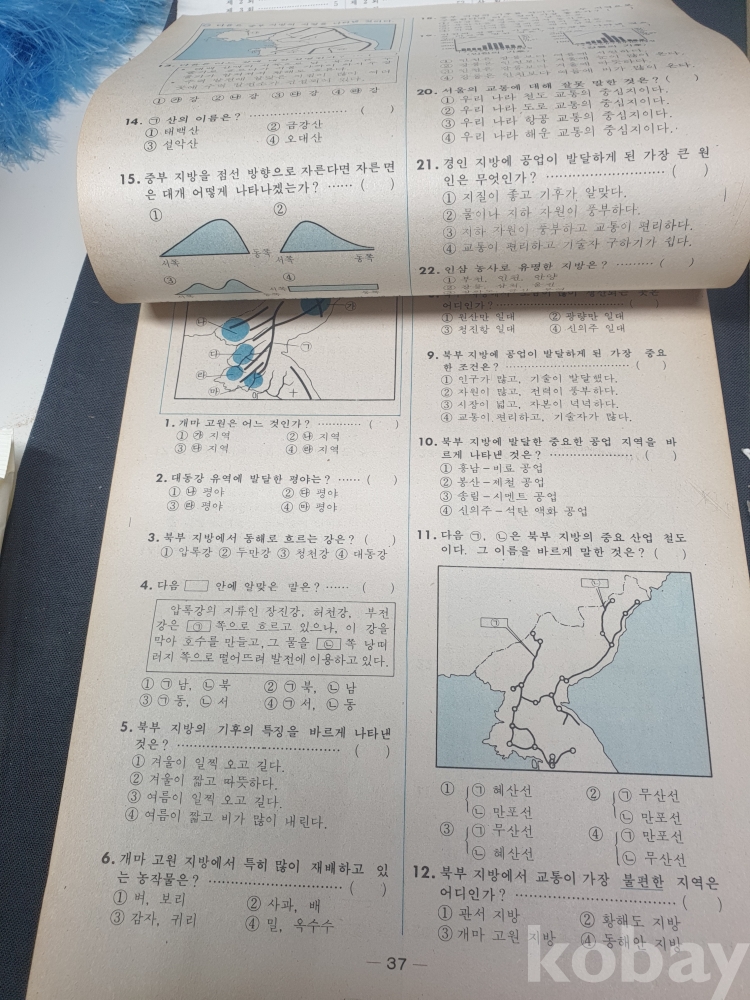 ① ㉮ 강 ② ㉯ 강 ③ ㉰ 강 ④ ㉱ 강
14. ㉠ 산의 이름은? ( )
① 태백산 ② 금강산
③ 설악산 ④ 오대산
15. 중부 지방을 점선 방향으로 자른다면 자른 면
은 대개 어떻게 나타나겠는가? …… ( )
① ②
서쪽 동쪽 서쪽 동쪽
③ ④
20. 서울의 교통에 대해 잘못 말한 것은? ( )
① 우리 나라 철도 교통의 중심지이다.
② 우리 나라 도로 교통의 중심지이다.
③ 우리 나라 항공 교통의 중심지이다.
④ 우리 나라 해운 교통의 중심지이다.
21. 경인 지방에 공업이 발달하게 된 가장 큰 원
인은 무엇인가? ( )
① 지질이 좋고 기후가 알맞다.
② 물이나 지하 자원이 풍부하다.
③ 지하 자원이 풍부하고 교통이 편리하다.
④ 교통이 편리하고 기술자 구하기가 쉽다.
22. 인삼 농사로 유명한 지방은? ( )
㉮
㉯
㉠
㉰
㉱
㉲
1. 개마 고원은 어느 것인가? ( )
① ㉮ 지역 ② ㉯ 지역
③ ㉰ 지역 ④ ㉱ 지역
2. 대동강 유역에 발달한 평야는? …… ( )
① ㉯ 평야 ② ㉰ 평야
③ ㉱ 평야 ④ ㉲ 평야
3. 북부 지방에서 동해로 흐르는 강은? ( )
① 압록강 ② 두만강 ③ 청천강 ④ 대동강
4. 다음 안에 알맞은 말은? …… ( )
압록강의 지류인 장진강, 허천강, 부전
강은 ㉠ 쪽으로 흐르고 있으나, 이 강을
막아 호수를 만들고, 그 물을 ㉡ 쪽 낭떠
러지 쪽으로 떨어뜨려 발전에 이용하고 있다.
① ㉠ 남, ㉡ 북 ② ㉠ 북, ㉡ 남
③ ㉠ 동, ㉡ 서 ④ ㉠ 서, ㉡ 동
5. 북부 지방의 기후의 특징을 바르게 나타낸
것은? ( )
① 겨울이 일찍 오고 길다.
② 겨울이 짧고 따뜻하다.
③ 여름이 일찍 오고 길다.
④ 여름이 짧고 비가 많이 내린다.
6. 개마 고원 지방에서 특히 많이 재배하고 있
는 농작물은? ( )
① 벼, 보리 ② 사과, 배
③ 감자, 귀리 ④ 밀, 옥수수
어디인가? ( )
① 원산만 일대 ② 광량만 일대
③ 청진항 일대 ④ 신의주 일대
9. 북부 지방에 공업이 발달하게 된 가장 중요
한 조건은? ( )
① 인구가 많고, 기술이 발달했다.
② 자원이 많고, 전력이 풍부하다.
③ 시장이 넓고, 자본이 넉넉하다.
④ 교통이 편리하고, 기술자가 많다.
10. 북부 지방에 발달한 중요한 공업 지역을 바
르게 나타낸 것은? ( )
① 흥남－비료 공업
② 봉산－제철 공업
③ 송림－시멘트 공업
④ 신의주－석탄 액화 공업
11. 다음 ㉠, ㉡은 북부 지방의 중요 산업 철도
이다. 그 이름을 바르게 말한 것은? ( )
㉡
㉠
① ㉠ 혜산선 ② ㉠ 무산선
㉡ 만포선 ㉡ 만포선
③ ㉠ 무산선 ④ ㉠ 만포선
㉡ 혜산선 ㉡ 무산선
12. 북부 지방에서 교통이 가장 불편한 지역은
어디인가? ( )
① 관서 지방 ② 황해도 지방
③ 개마 고원 지방 ④ 동해안 지방
－ 37 －
kobay